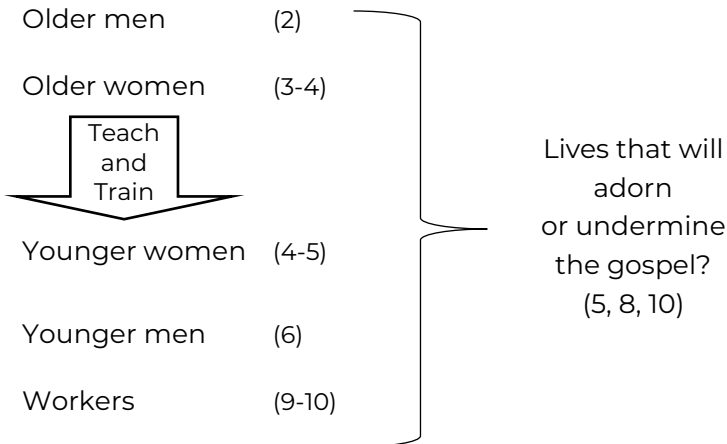 Older men (2)
Older women (3-4)
Teach
and
Train
Younger women (4-5)
Younger men (6)
Workers (9-10)
Lives that will
adorn
or undermine
the gospel?
(5, 8, 10)